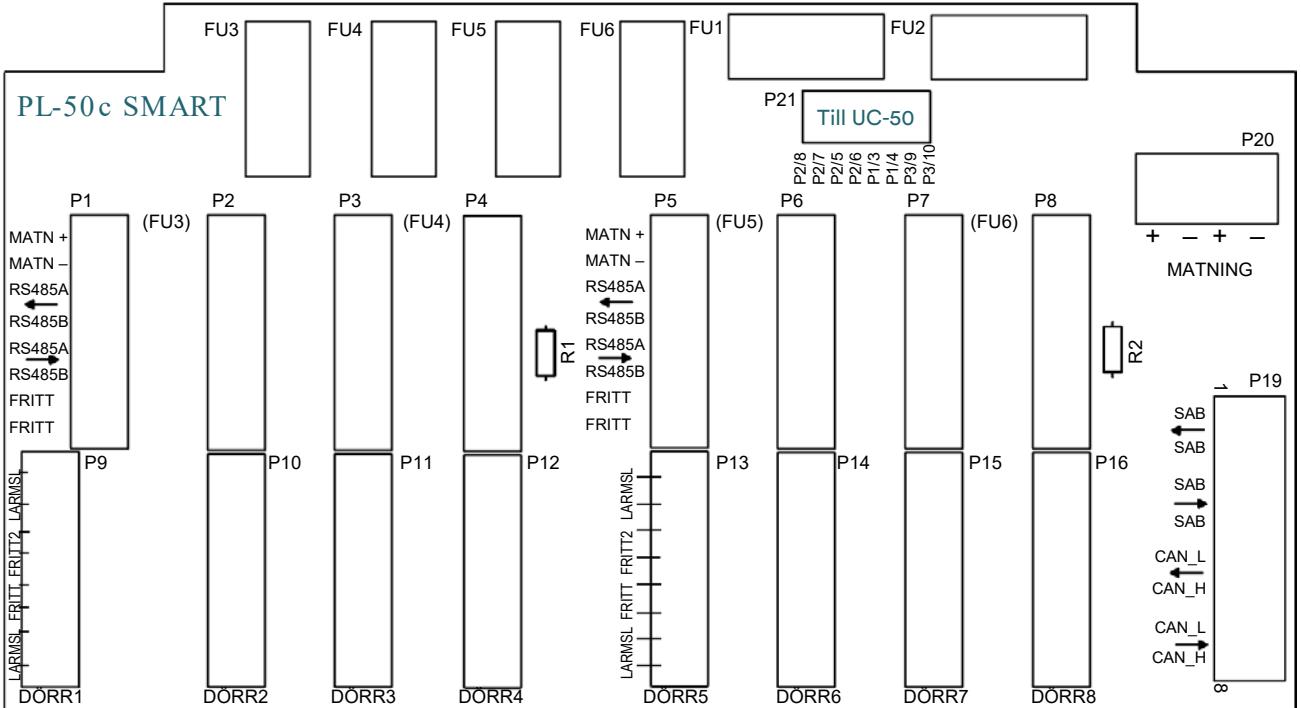 FU3
FU4
FU5
FU6
FU1
FU2
PL-50c SMART
P21
Till UC-50
P2/8
P2/7
P2/5
P2/6
P1/3
P1/4
P3/9
P3/10
P20
+ – + –
MATNING
P1
(FU3)
P2
P3
(FU4)
P4
P5
(FU5)
P6
P7
(FU6)
P8
MATN +
MATN –
RS485A
RS485B
RS485A
RS485B
FRITT
FRITT
R1
MATN +
MATN –
RS485A
RS485B
RS485A
RS485B
FRITT
FRITT
R2
1
P19
SAB
SAB
SAB
SAB
CAN_L
CAN_H
CAN_L
CAN_H
8
P9
P10
P11
P12
P13
P14
P15
P16
LARMSL
FRITT2
FRITT
LARMSL
LARMSL
FRITT2
FRITT
LARMSL
DÖRR1
DÖRR2
DÖRR3
DÖRR4
DÖRR5
DÖRR6
DÖRR7
DÖRR8